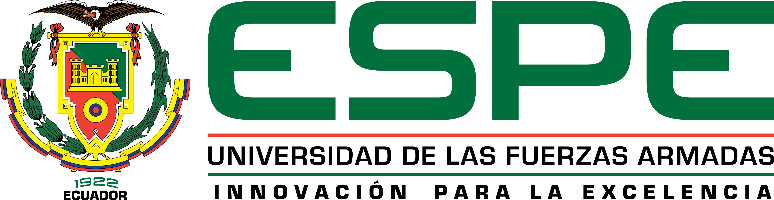 ESPE
UNIVERSIDAD DE LAS FUERZAS ARMADAS
INNOVACIÓN PARA LA EXCELENCIA
1922
ECUADOR